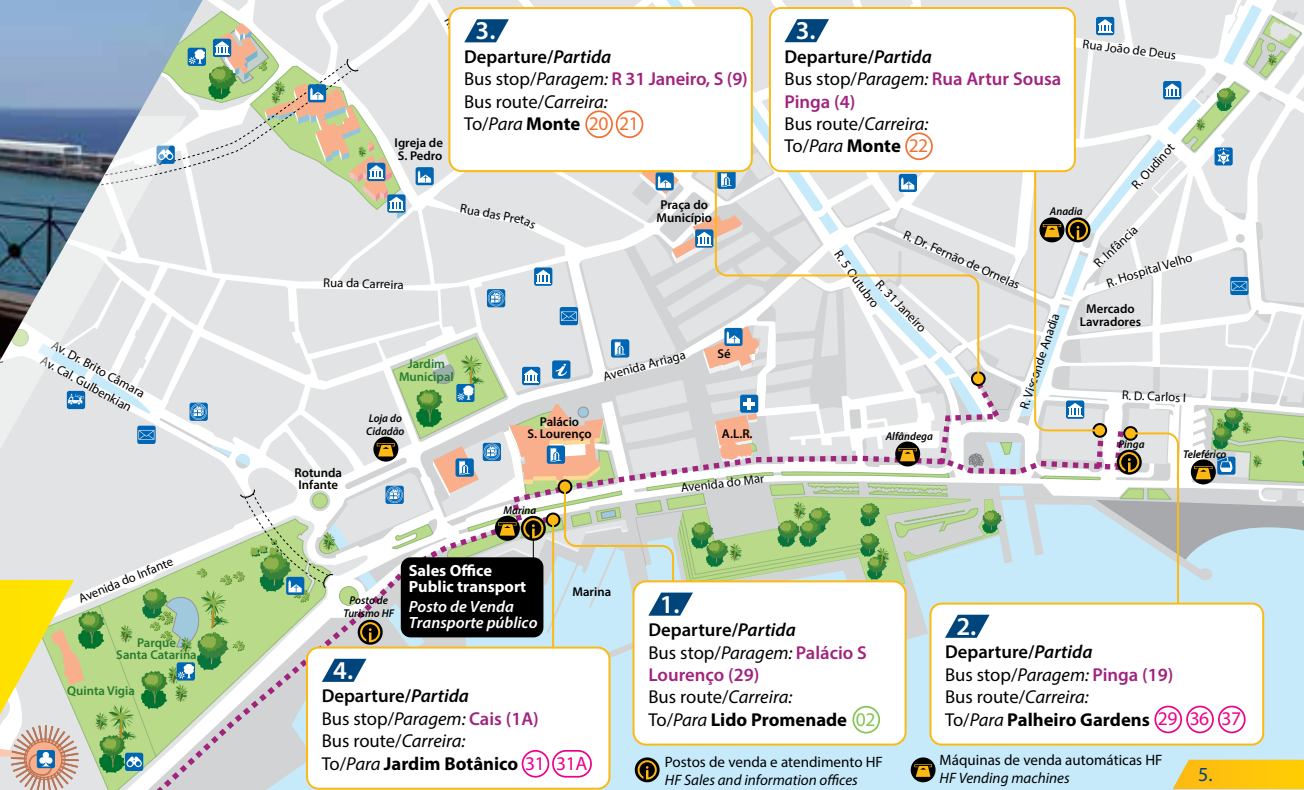 3.
Departure/Partida
Bus stop/Paragem: R 31 Janeiro, S (9)
Bus route/Carreira:
To/Para Monte 20 21
3.
Departure/Partida
Bus stop/Paragem: Rua Artur Sousa
Pinga (4)
Bus route/Carreira:
To/Para Monte 22
Rua João de Deus
Igreja de
S. Pedro
Rua das Pretas
Praça do
Município
R. Oudinot
Anadia
R. Infância
R. Dr. Fernão de Ornelas
R. Hospital Velho
R. 5 Outubro
R. 31 Janeiro
Rua da Carreira
Mercado
Lavradores
R. Visconde Anadia
Av. Dr. Brito Câmara
Av. Cal. Gulbenkian
Jardim
Municipal
Avenida Arriaga
Sé
R. D. Carlos I
Loja do
Cidadão
Palácio
S. Lourenço
A.L.R.
Alfândega
Pinga
Teleférico
Rotunda
Infante
Avenida do Mar
Marina
Avenida do Infante
Sales Office
Public transport
Posto de Venda
Transporte público
Marina
Posto de
Turismo HF
Parque
Santa Catarina
Quinta Vigia
4.
Departure/Partida
Bus stop/Paragem: Cais (1A)
Bus route/Carreira:
To/Para Jardim Botânico 31 31A
1.
Departure/Partida
Bus stop/Paragem: Palácio S
Lourenço (29)
Bus route/Carreira:
To/Para Lido Promenade 02
2.
Departure/Partida
Bus stop/Paragem: Pinga (19)
Bus route/Carreira:
To/Para Palheiro Gardens 29 36 37
Postos de venda e atendimento HF
HF Sales and information offices
Máquinas de venda automáticas HF
HF Vending machines
5.